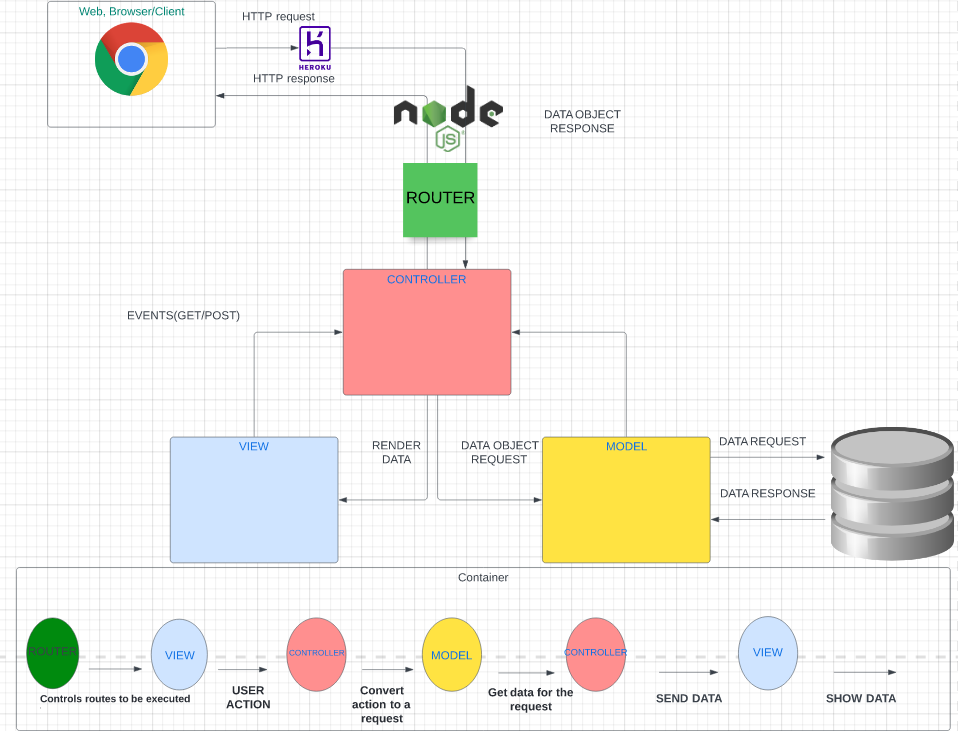 Web, Browser/Client
HTTP request
HEROKU
HTTP response
node
JS
DATA OBJECT
RESPONSE
ROUTER
CONTROLLER
EVENTS(GET/POST)
VIEW
RENDER
DATA
DATA OBJECT
REQUEST
MODEL
DATA REQUEST
DATA RESPONSE
Container
ROUTER
VIEW
CONTROLLER
MODEL
CONTROLLER
VIEW
Controls routes to be executed
USER
ACTION
Convert
action to a
request
Get data for the
request
SEND DATA
SHOW DATA